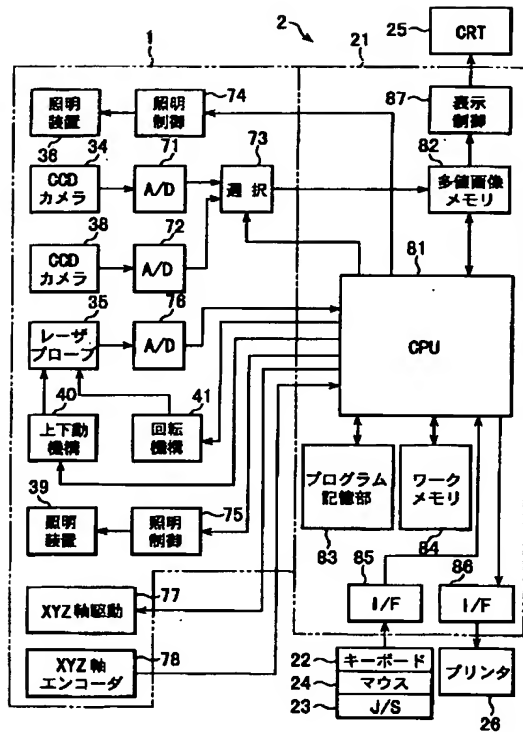 1
2
21
25
CRT
87
表示
制御
82
多値画像
メモリ
照明
装置
36
照明
制御
74
34
CCD
カメラ
71
A/D
73
選択
38
CCD
カメラ
72
A/D
81
CPU
35
レーザ
プローブ
76
A/D
40
上下動
機構
41
回転
機構
39
照明
装置
照明
制御
75
プログラム
記憶部
83
ワーク
メモリ
84
85
I/F
86
I/F
XYZ軸駆動
77
XYZ軸
エンコーダ
78
22
キーボード
24
マウス
23
J/S
プリンタ
26